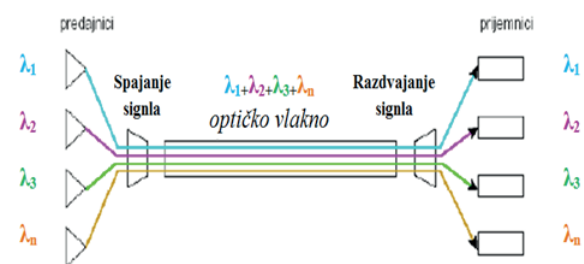 predajnici
prijemnici
λ1
Spajanje
signla
λ1+λ2+λ3+λn
optičko vlakno
Razdvajanje
signla
λ1
λ2
λ2
λ3
λ3
λn
λn